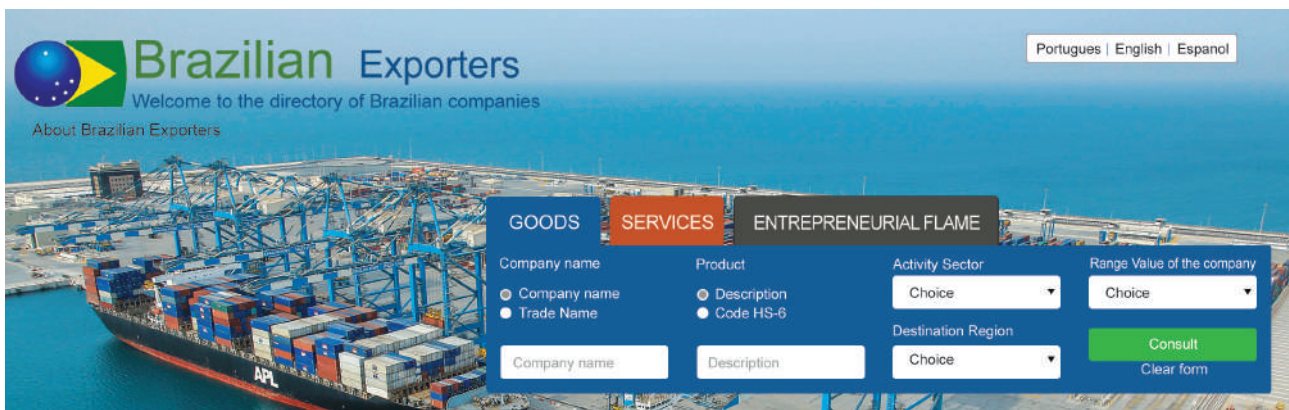 Brazilian Exporters
Welcome to the directory of Brazilian companies
About Brazilian Exporters
Portugues | English | Espanol
GOODS
SERVICES
ENTREPRENEURIAL FLAME
Company name
Company name
Trade Name
Company name
Product
Description
Code HS-6
Description
Activity Sector
Choice
Destination Region
Choice
Range Value of the company
Choice
Consult
Clear form
APL